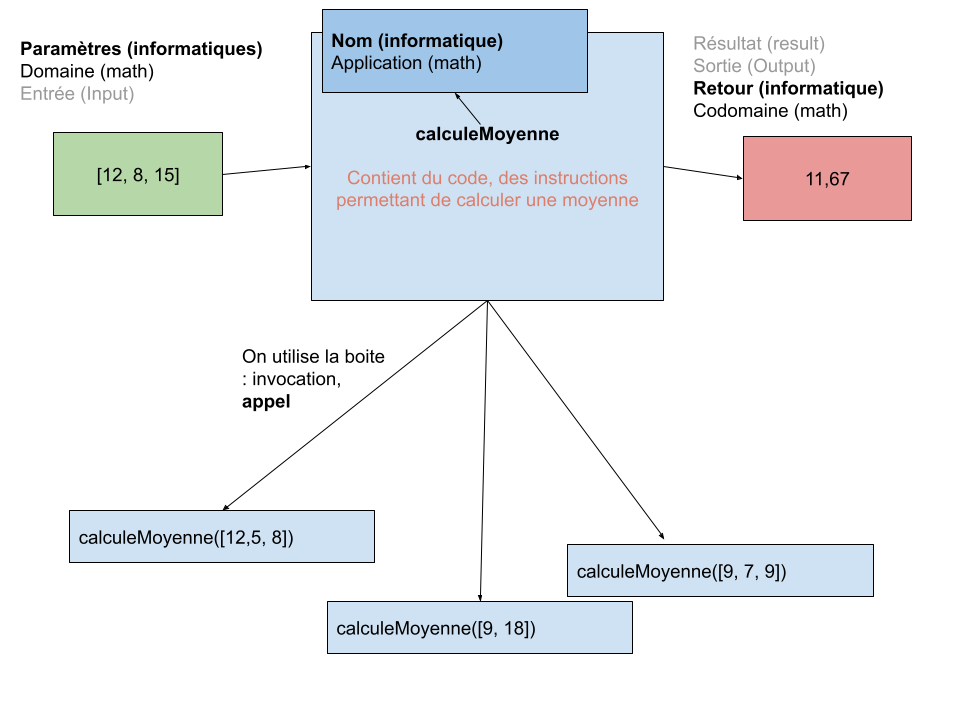 Paramètres (informatiques)
Domaine (math)
Entrée (Input)
[12, 8, 15]
Nom (informatique)
Application (math)
calculeMoyenne
Contient du code, des instructions
permettant de calculer une moyenne
Résultat (result)
Sortie (Output)
Retour (informatique)
Codomaine (math)
11,67
On utilise la boite
: invocation,
appel
calculeMoyenne([12,5, 8])
calculeMoyenne([9, 7, 9])
calculeMoyenne([9, 18])